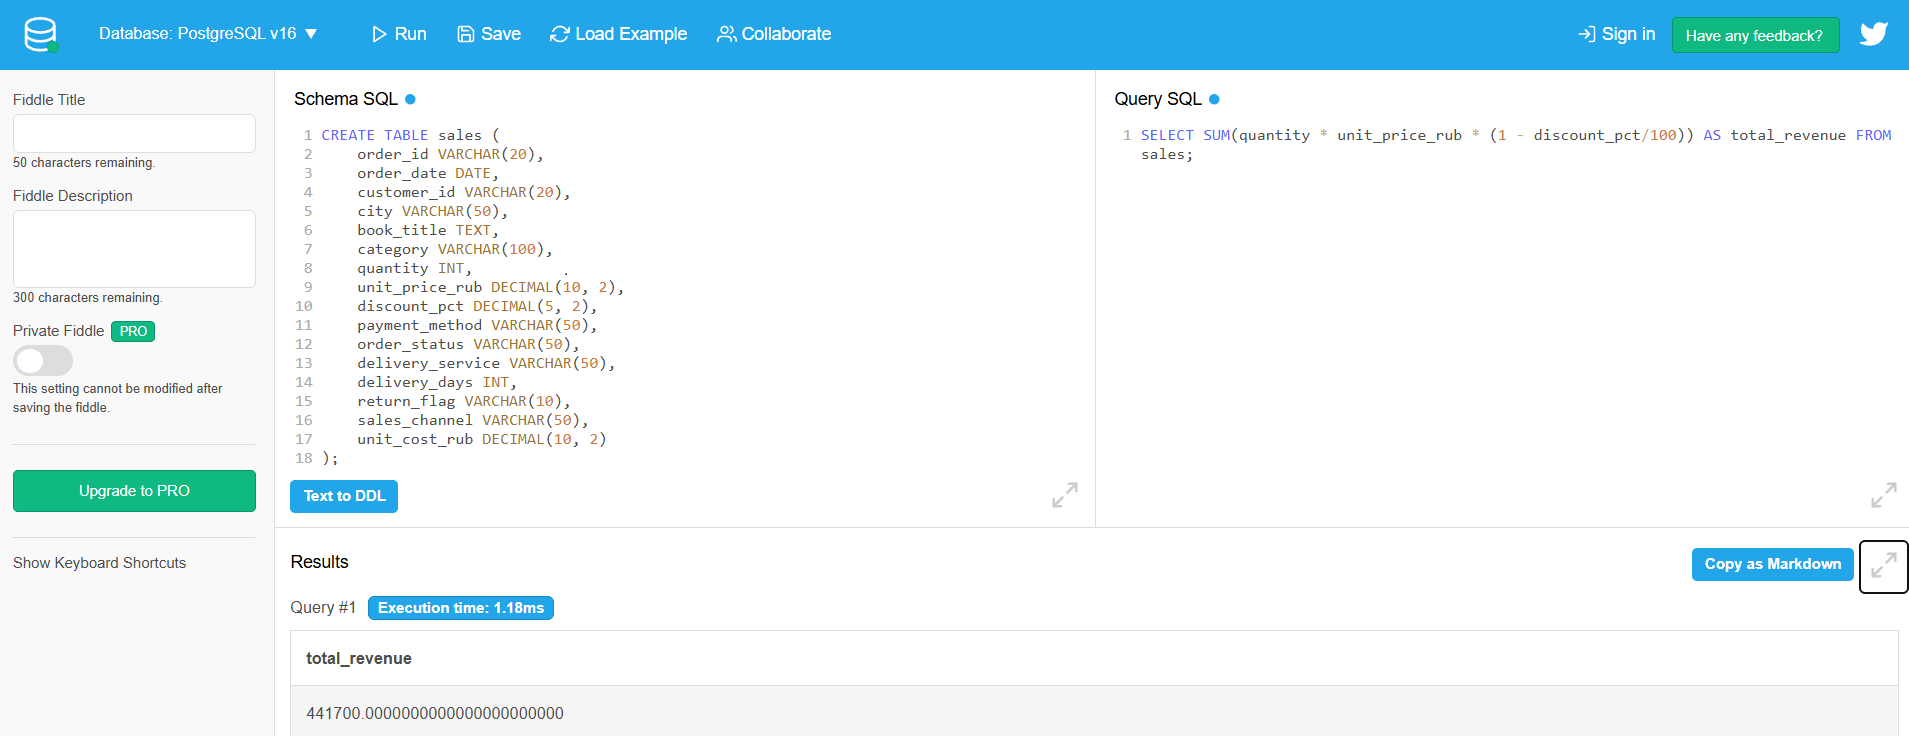 Database: PostgreSQL v16 ▼
Run
Save
Load Example
Collaborate
Sign in
Have any feedback?
Fiddle Title
50 characters remaining.
Fiddle Description
300 characters remaining.
Private Fiddle PRO
This setting cannot be modified after
saving the fiddle.
Upgrade to PRO
Show Keyboard Shortcuts
Schema SQL
1 CREATE TABLE sales (
2 order_id VARCHAR(20),
3 order_date DATE,
4 customer_id VARCHAR(20),
5 city VARCHAR(50),
6 book_title TEXT,
7 category VARCHAR(100),
8 quantity INT,
9 unit_price_rub DECIMAL(10, 2),
10 discount_pct DECIMAL(5, 2),
11 payment_method VARCHAR(50),
12 order_status VARCHAR(50),
13 delivery_service VARCHAR(50),
14 delivery_days INT,
15 return_flag VARCHAR(10),
16 sales_channel VARCHAR(50),
17 unit_cost_rub DECIMAL(10, 2)
18 );
Text to DDL
Query SQL
1 SELECT SUM(quantity * unit_price_rub * (1 - discount_pct/100)) AS total_revenue FROM
sales;
Results
Copy as Markdown
Query #1 Execution time: 1.18ms
total_revenue
441700.0000000000000000000000